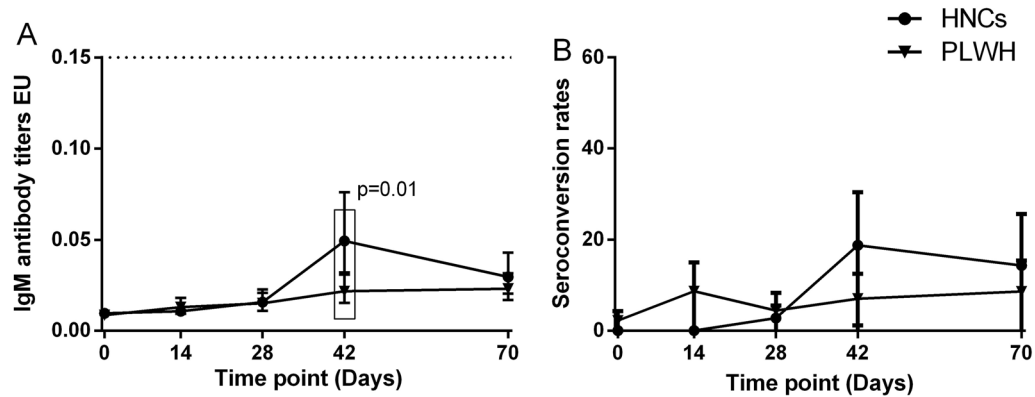 HNCs
PLWH
A
IgM antibody titers EU
0.15
0.10
0.05
0.00
p=0.01
0 14 28 42 70
Time point (Days)
B
Seroconversion rates
60
40
20
0
0 14 28 42 70
Time point (Days)